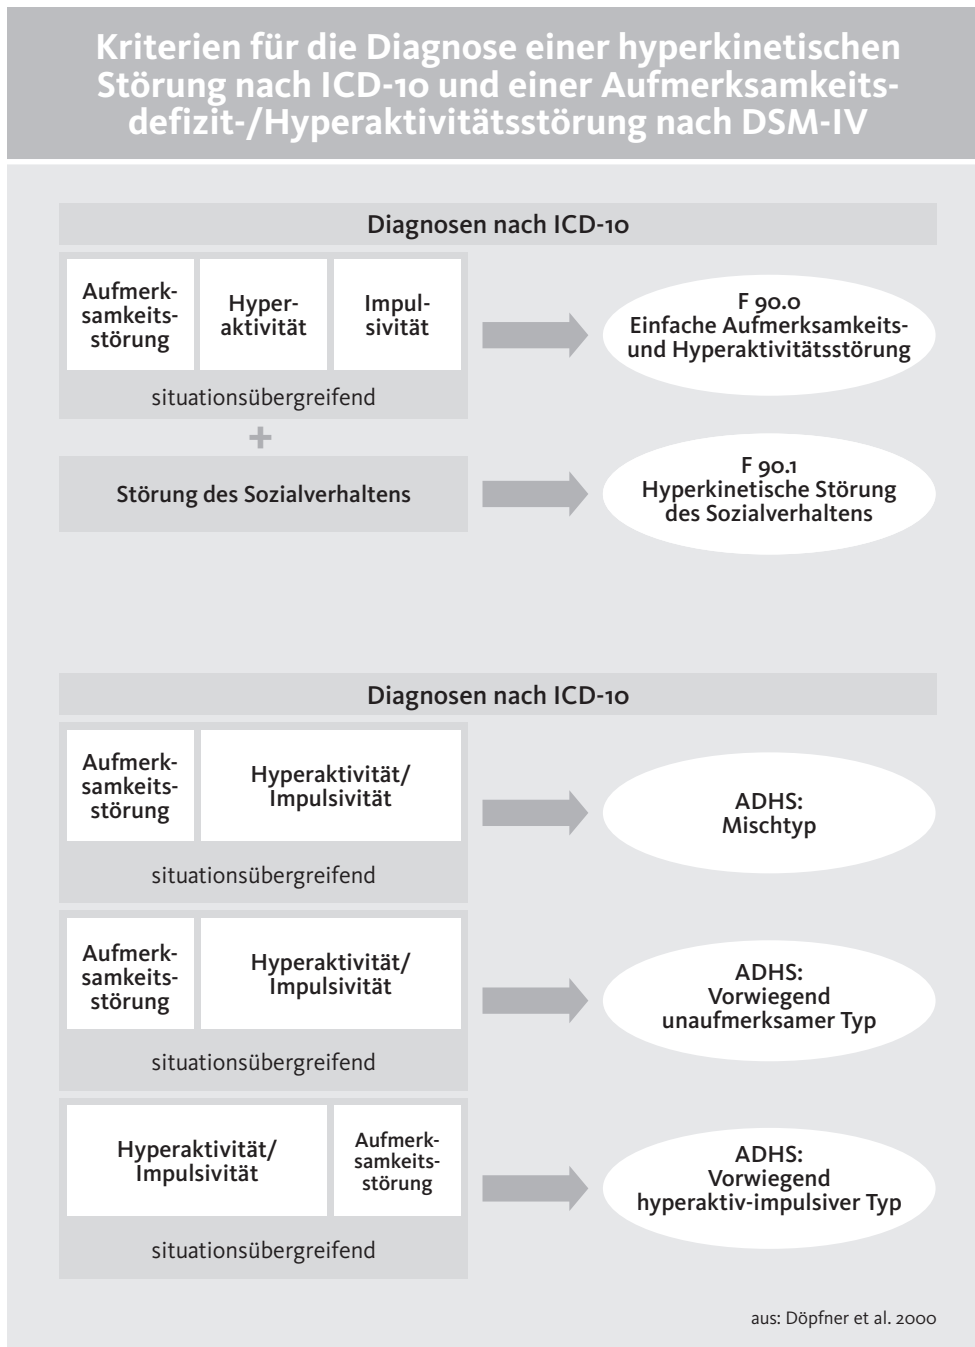 Kriterien für die Diagnose einer hyperkinetischen
Störung nach ICD-10 und einer Aufmerksamkeits-
defizit-/Hyperaktivitätsstörung nach DSM-IV
Diagnosen nach ICD-10
Aufmerk-
samkeits-
störung
Hyper-
aktivität
Impul-
sivität
situationsübergreifend
F 90.0
Einfache Aufmerksamkeits-
und Hyperaktivitätsstörung
+
Störung des Sozialverhaltens
F 90.1
Hyperkinetische Störung
des Sozialverhaltens
Diagnosen nach ICD-10
Aufmerk-
samkeits-
störung
Hyperaktivität/
Impulsivität
situationsübergreifend
ADHS:
Mischtyp
Aufmerk-
samkeits-
störung
Hyperaktivität/
Impulsivität
situationsübergreifend
ADHS:
Vorwiegend
unaufmerksamer Typ
Hyperaktivität/
Impulsivität
Aufmerk-
samkeits-
störung
situationsübergreifend
ADHS:
Vorwiegend
hyperaktiv-impulsiver Typ
aus: Döpfner et al. 2000